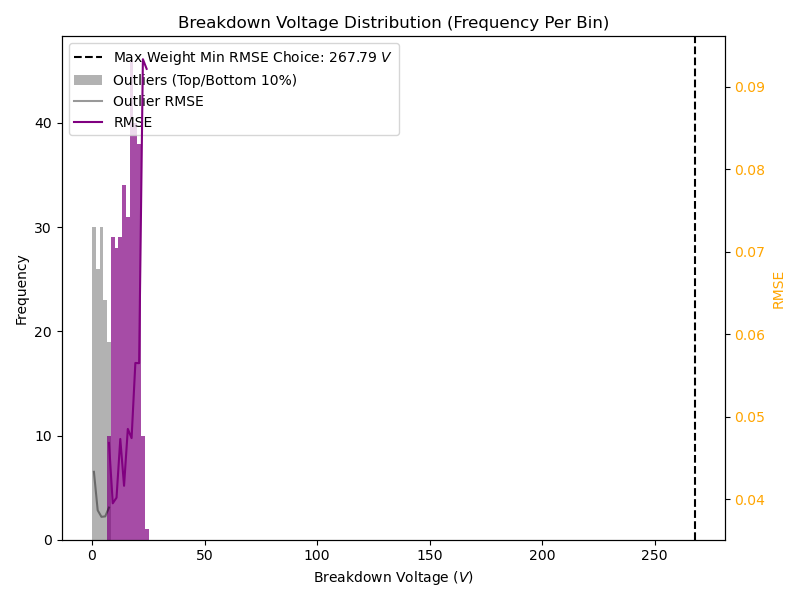 Breakdown Voltage Distribution (Frequency Per Bin)
Max Weight Min RMSE Choice: 267.79 V
Outliers (Top/Bottom 10%)
Outlier RMSE
RMSE
Frequency
0
10
20
30
40
0
50
100
150
200
250
Breakdown Voltage (V)
0.09
0.08
0.07
0.06
0.05
0.04
RMSE